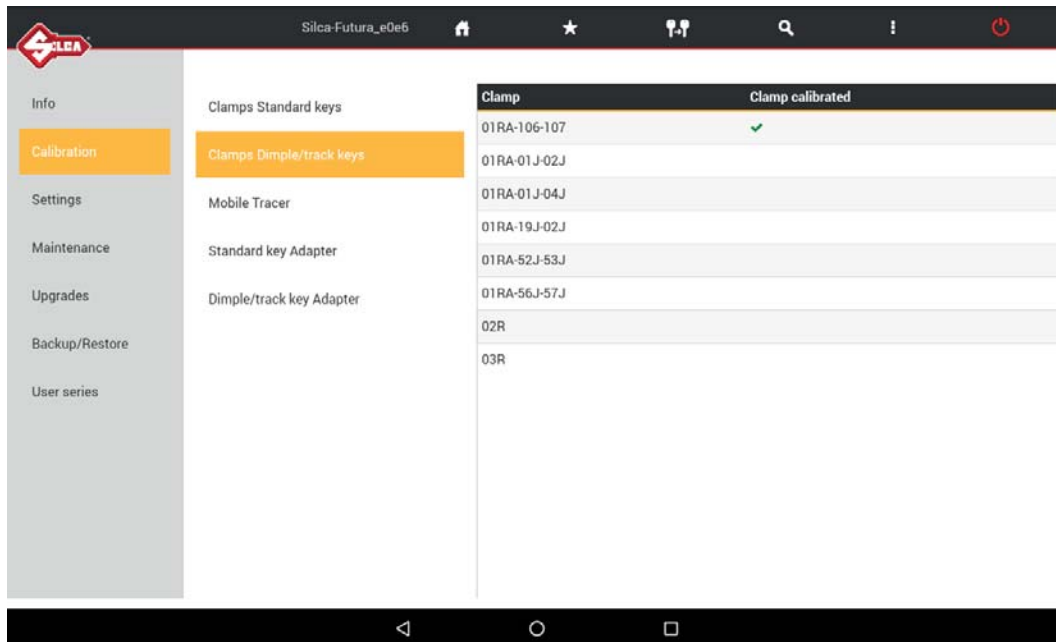 Silca-Futura_e0e6
SILCA
Info
Calibration
Settings
Maintenance
Upgrades
Backup/Restore
User series
Clamps Standard keys
Clamps Dimple/track keys
Mobile Tracer
Standard key Adapter
Dimple/track key Adapter
Clamp Clamp calibrated
01RA-106-107
01RA-01J-02J
01RA-01J-04J
01RA-19J-02J
01RA-52J-53J
01RA-56J-57J
02R
03R